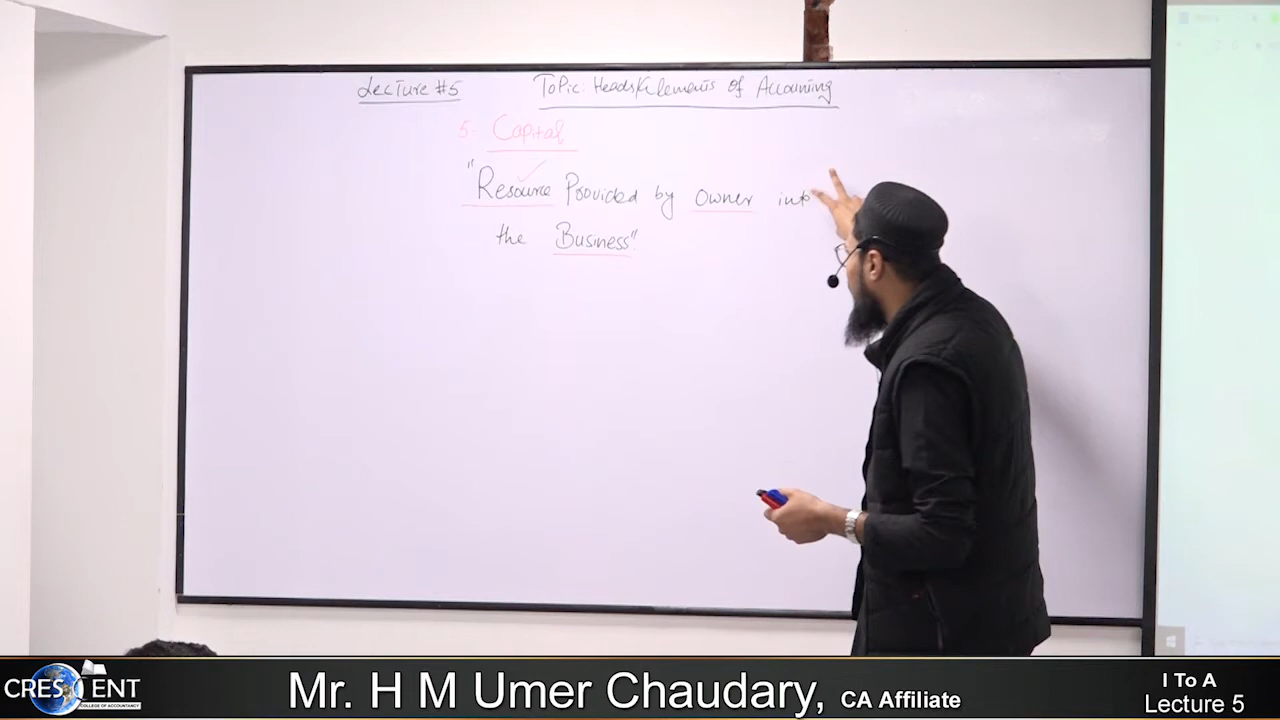 Lecture #5 Topic: Heads/Elements of Accounting
5- Capital
"Resource Provided by Owner into
the Business".
CRESCENT
COLLEGE OF ACCOUNTANCY
Mr. H M Umer Chaudary, CA Affiliate
I To A
Lecture 5